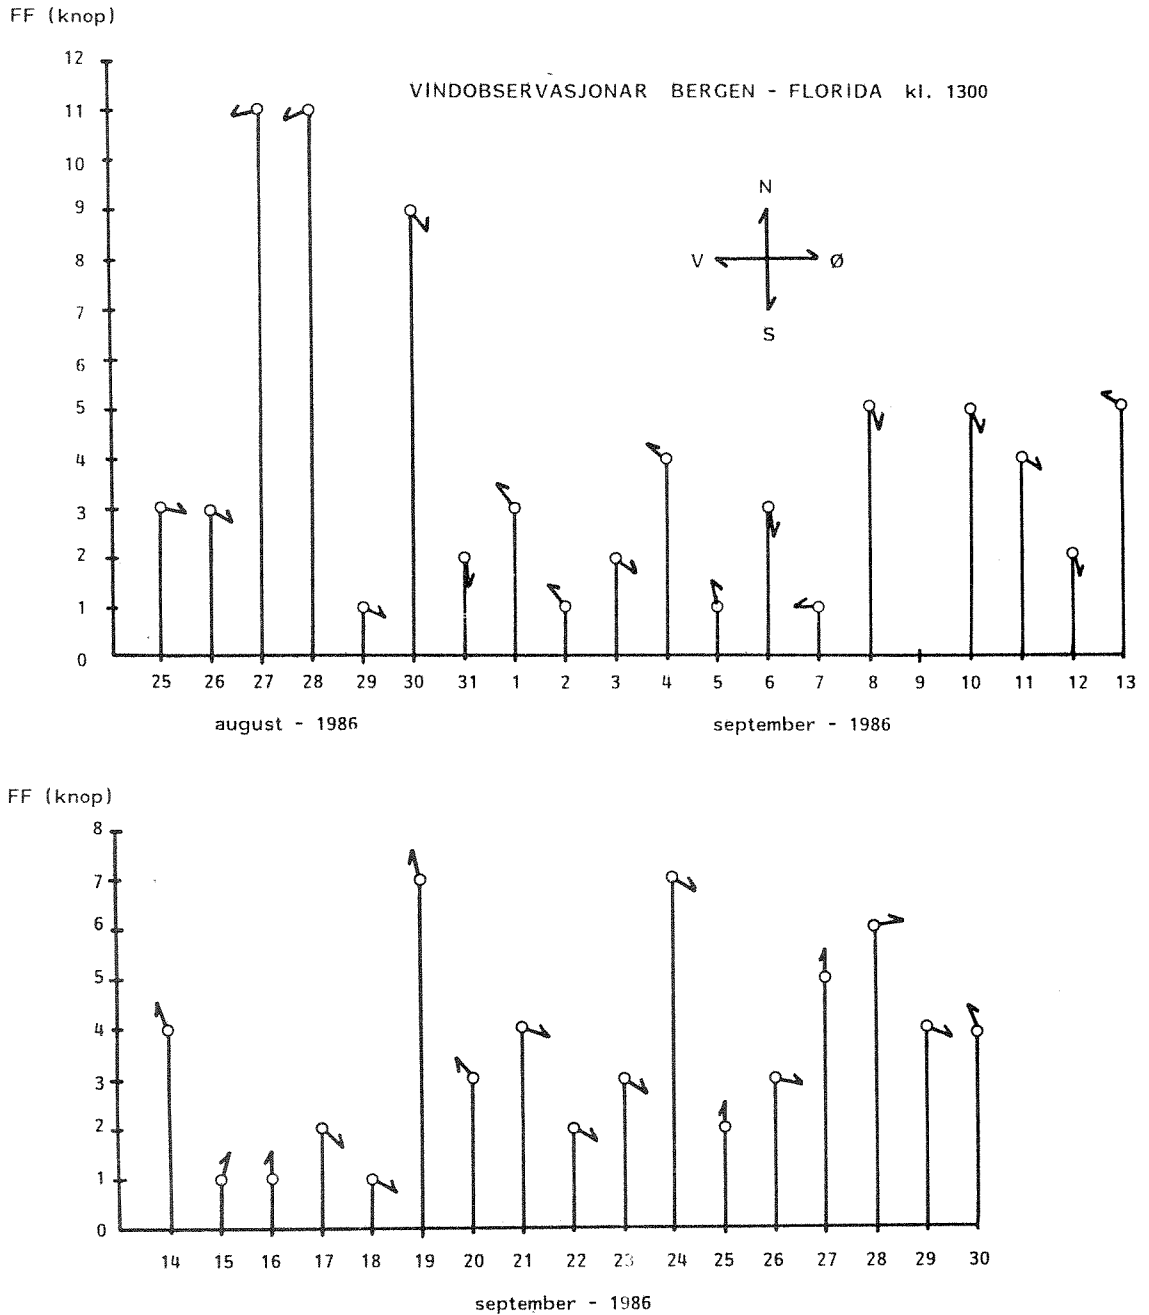 FF (knop)
12
VINDOBSERVASJONAR BERGEN - FLORIDA kl. 1300
11
10
N
9
8
V Ø
7
S
6
5
4
3
2
1
0
25 26 27 28 29 30 31 1 2 3 4 5 6 7 8 9 10 11 12 13
august - 1986 september - 1986
FF (knop)
8
7
6
5
4
3
2
1
0
14 15 16 17 18 19 20 21 22 23 24 25 26 27 28 29 30
september - 1986